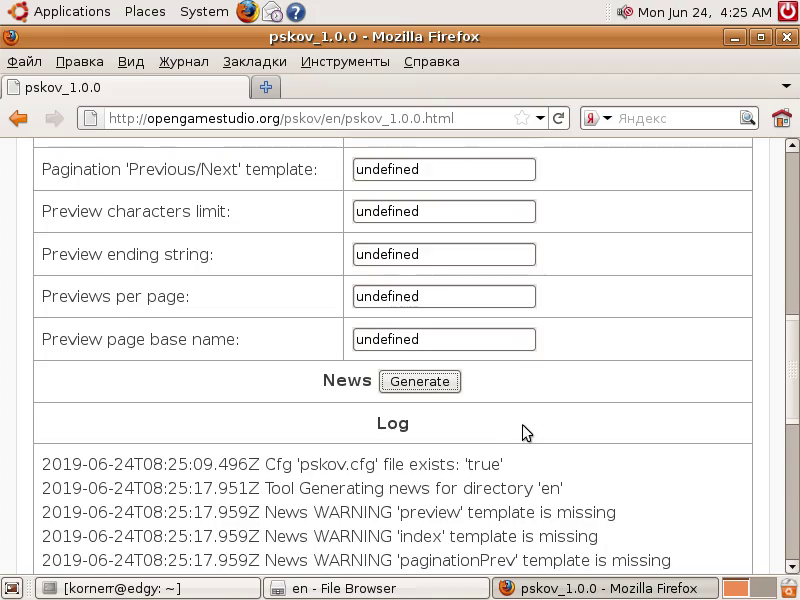 Applications Places System Mon Jun 24, 4:25 AM
pskov_1.0.0 - Mozilla Firefox
Файл Правка Вид Журнал Закладки Инструменты Справка
pskov_1.0.0
http://opengamestudio.org/pskov/en/pskov_1.0.0.html Яндекс
Pagination 'Previous/Next' template: undefined
Preview characters limit: undefined
Preview ending string: undefined
Previews per page: undefined
Preview page base name: undefined
News Generate
Log
2019-06-24T08:25:09.496Z Cfg 'pskov.cfg' file exists: 'true'
2019-06-24T08:25:17.951Z Tool Generating news for directory 'en'
2019-06-24T08:25:17.959Z News WARNING 'preview' template is missing
2019-06-24T08:25:17.959Z News WARNING 'index' template is missing
2019-06-24T08:25:17.959Z News WARNING 'paginationPrev' template is missing
[kornerr@edgy: ~] en - File Browser pskov_1.0.0 - Mozilla Firefox